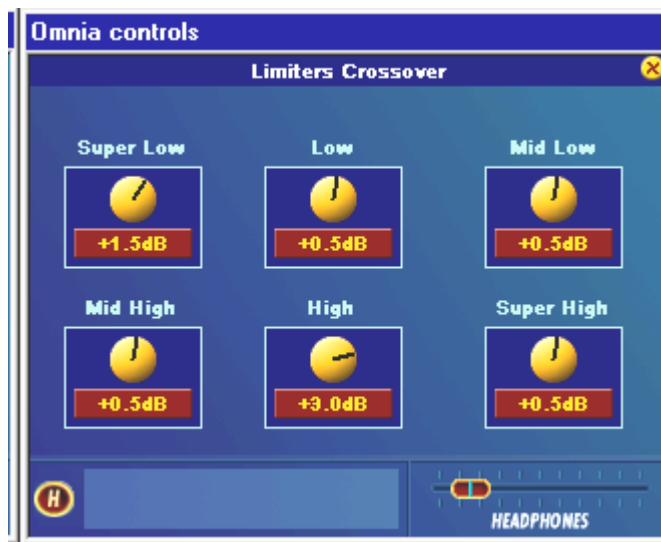 Omnia controls
Limiters Crossover
Super Low
Low
Mid Low
+1.5dB
+0.5dB
+0.5dB
Mid High
High
Super High
+0.5dB
+3.0dB
+0.5dB
H
HEADPHONES